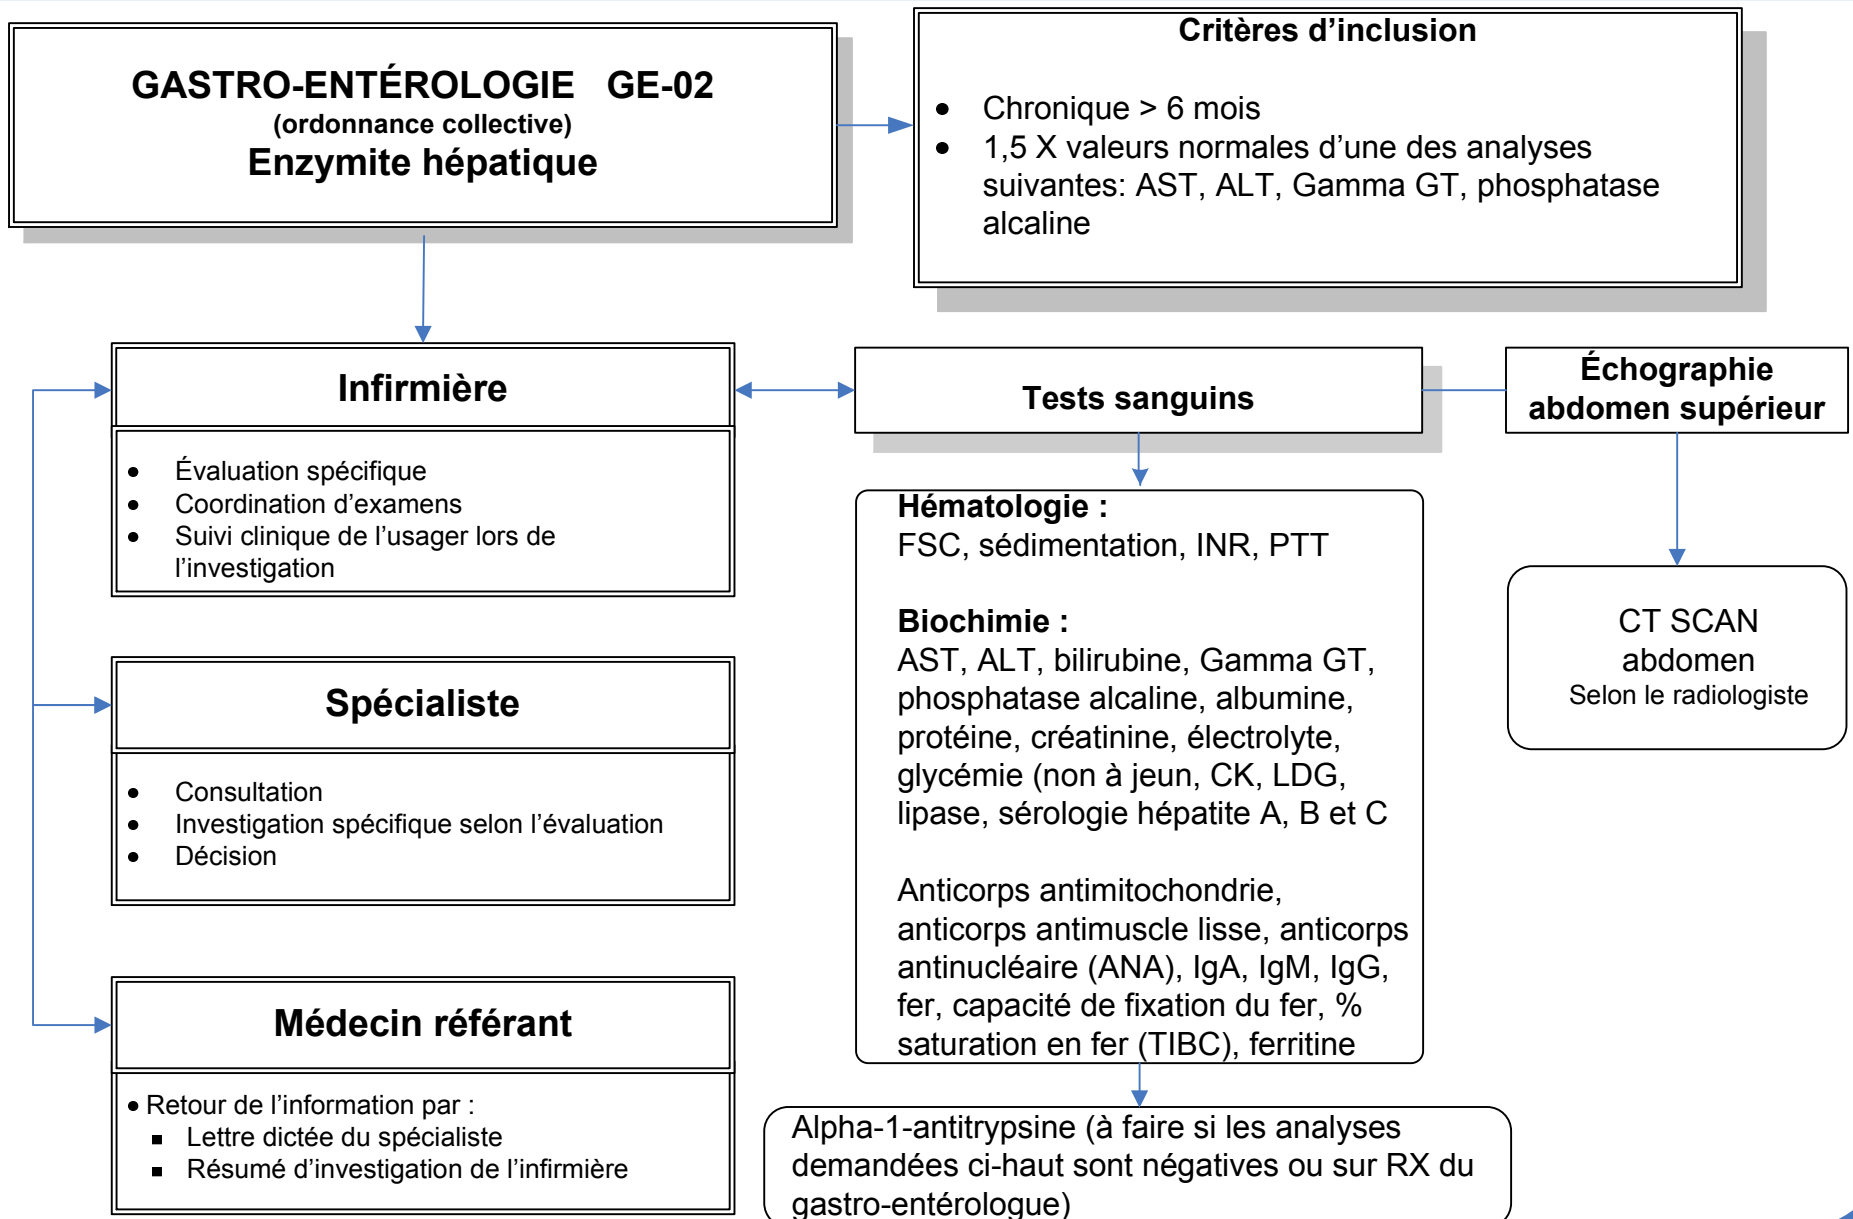 GASTRO-ENTÉROLOGIE GE-02
(ordonnance collective)
Enzymite hépatique
Critères d’inclusion
• Chronique > 6 mois
• 1,5 X valeurs normales d’une des analyses
suivantes: AST, ALT, Gamma GT, phosphatase
alcaline
Infirmière
• Évaluation spécifique
• Coordination d’examens
• Suivi clinique de l’usager lors de
l’investigation
Spécialiste
• Consultation
• Investigation spécifique selon l’évaluation
• Décision
Médecin référant
• Retour de l’information par :
▪ Lettre dictée du spécialiste
▪ Résumé d’investigation de l’infirmière
Tests sanguins
Hématologie :
FSC, sédimentation, INR, PTT
Biochimie :
AST, ALT, bilirubine, Gamma GT,
phosphatase alcaline, albumine,
protéine, créatinine, électrolyte,
glycémie (non à jeun, CK, LDG,
lipase, sérologie hépatite A, B et C
Anticorps antimitochondrie,
anticorps antimuscle lisse, anticorps
antinucléaire (ANA), IgA, IgM, IgG,
fer, capacité de fixation du fer, %
saturation en fer (TIBC), ferritine
Alpha-1-antitrypsine (à faire si les analyses
demandées ci-haut sont négatives ou sur RX du
gastro-entérologue)
Échographie
abdomen supérieur
CT SCAN
abdomen
Selon le radiologiste